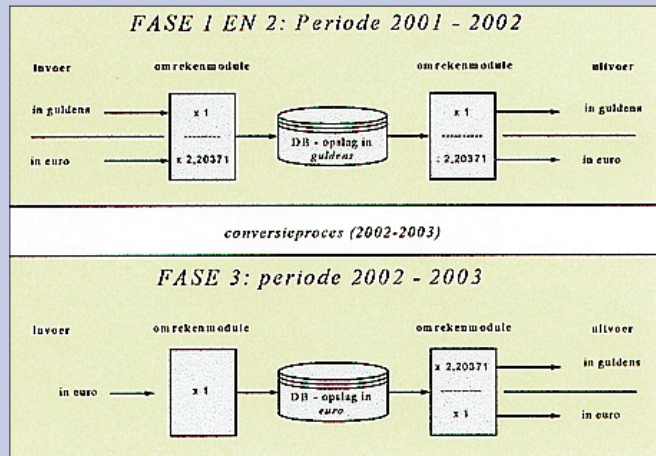 FASE 1 EN 2: Periode 2001 - 2002
invoer omrekenmodule omrekenmodule uitvoer
in guldens x 1 x 1 in guldens
DB - opslag in
guldens
in euro x 2,20371 : 2,20371 in euro
conversieproces (2002-2003)
FASE 3: periode 2002 - 2003
invoer omrekenmodule omrekenmodule uitvoer
x 2,20371 in guldens
in euro x 1
DB - opslag in
euro
x 1 in euro